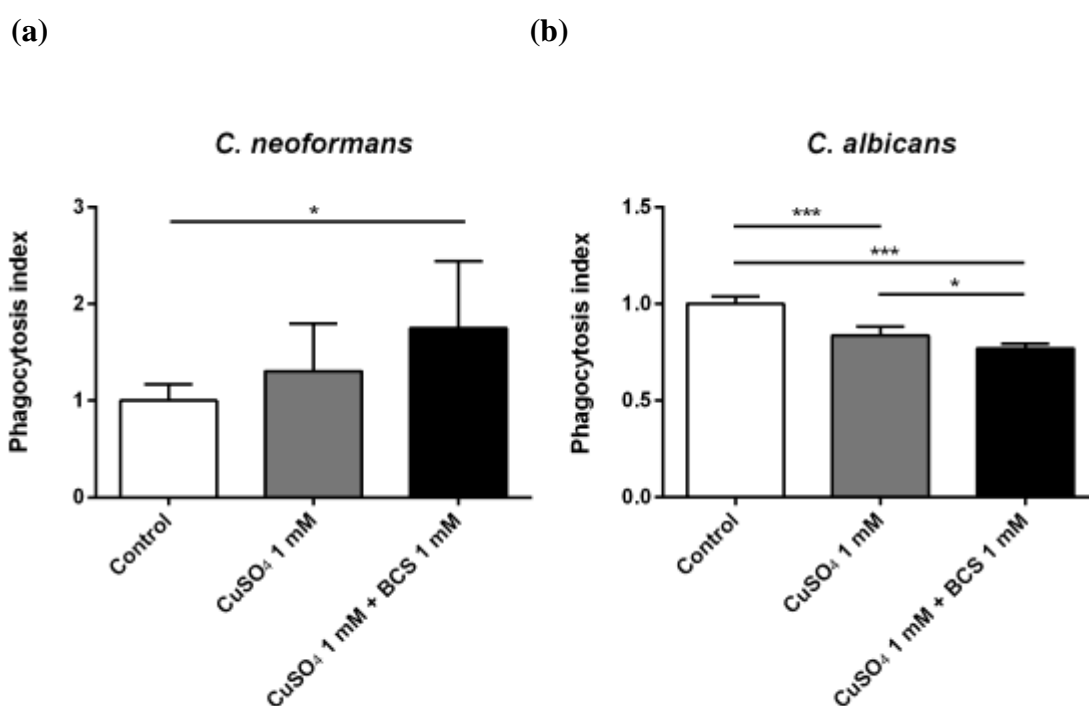 (a)
(b)
C. neoformans
Phagocytosis index
3
2
1
0
*
Control
CuSO₄ 1 mM
CuSO₄ 1 mM + BCS 1 mM
C. albicans
Phagocytosis index
1.5
1.0
0.5
0.0
***
***
*
Control
CuSO₄ 1 mM
CuSO₄ 1 mM + BCS 1 mM